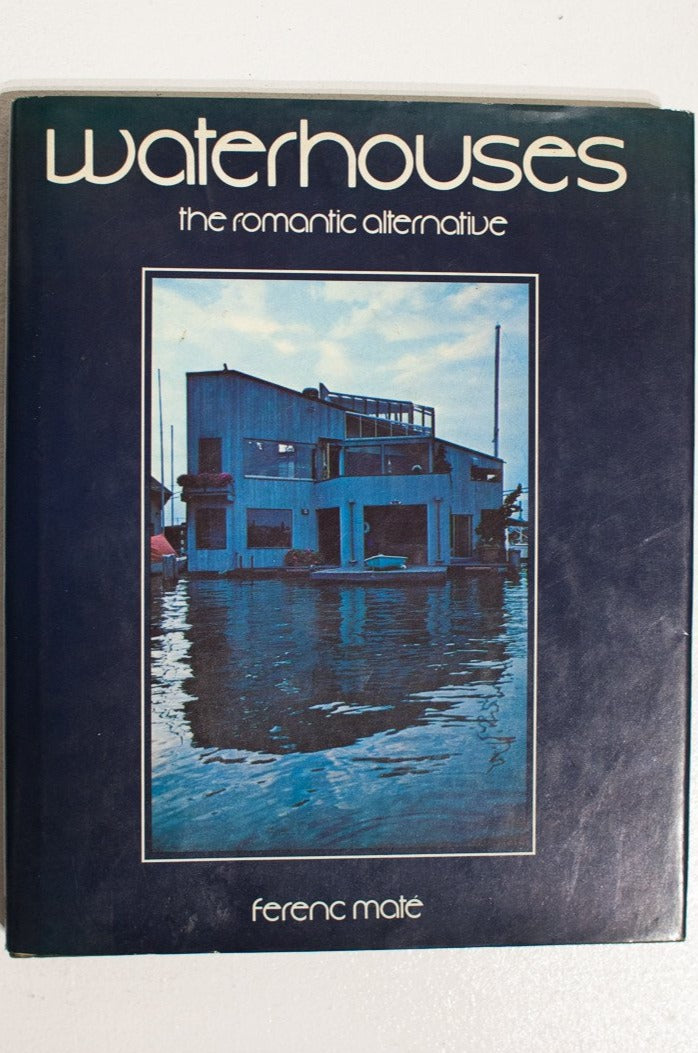 waterhouses
the romantic alternative
ferenc maté